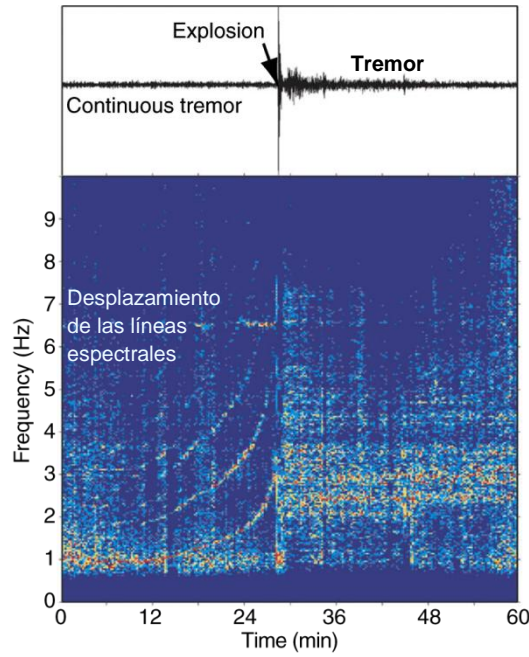 Explosion
Tremor
Continuous tremor
9
8
7
6
5
4
3
2
1
0
Frequency (Hz)
Desplazamiento
de las líneas
espectrales
0
12
24
36
48
60
Time (min)